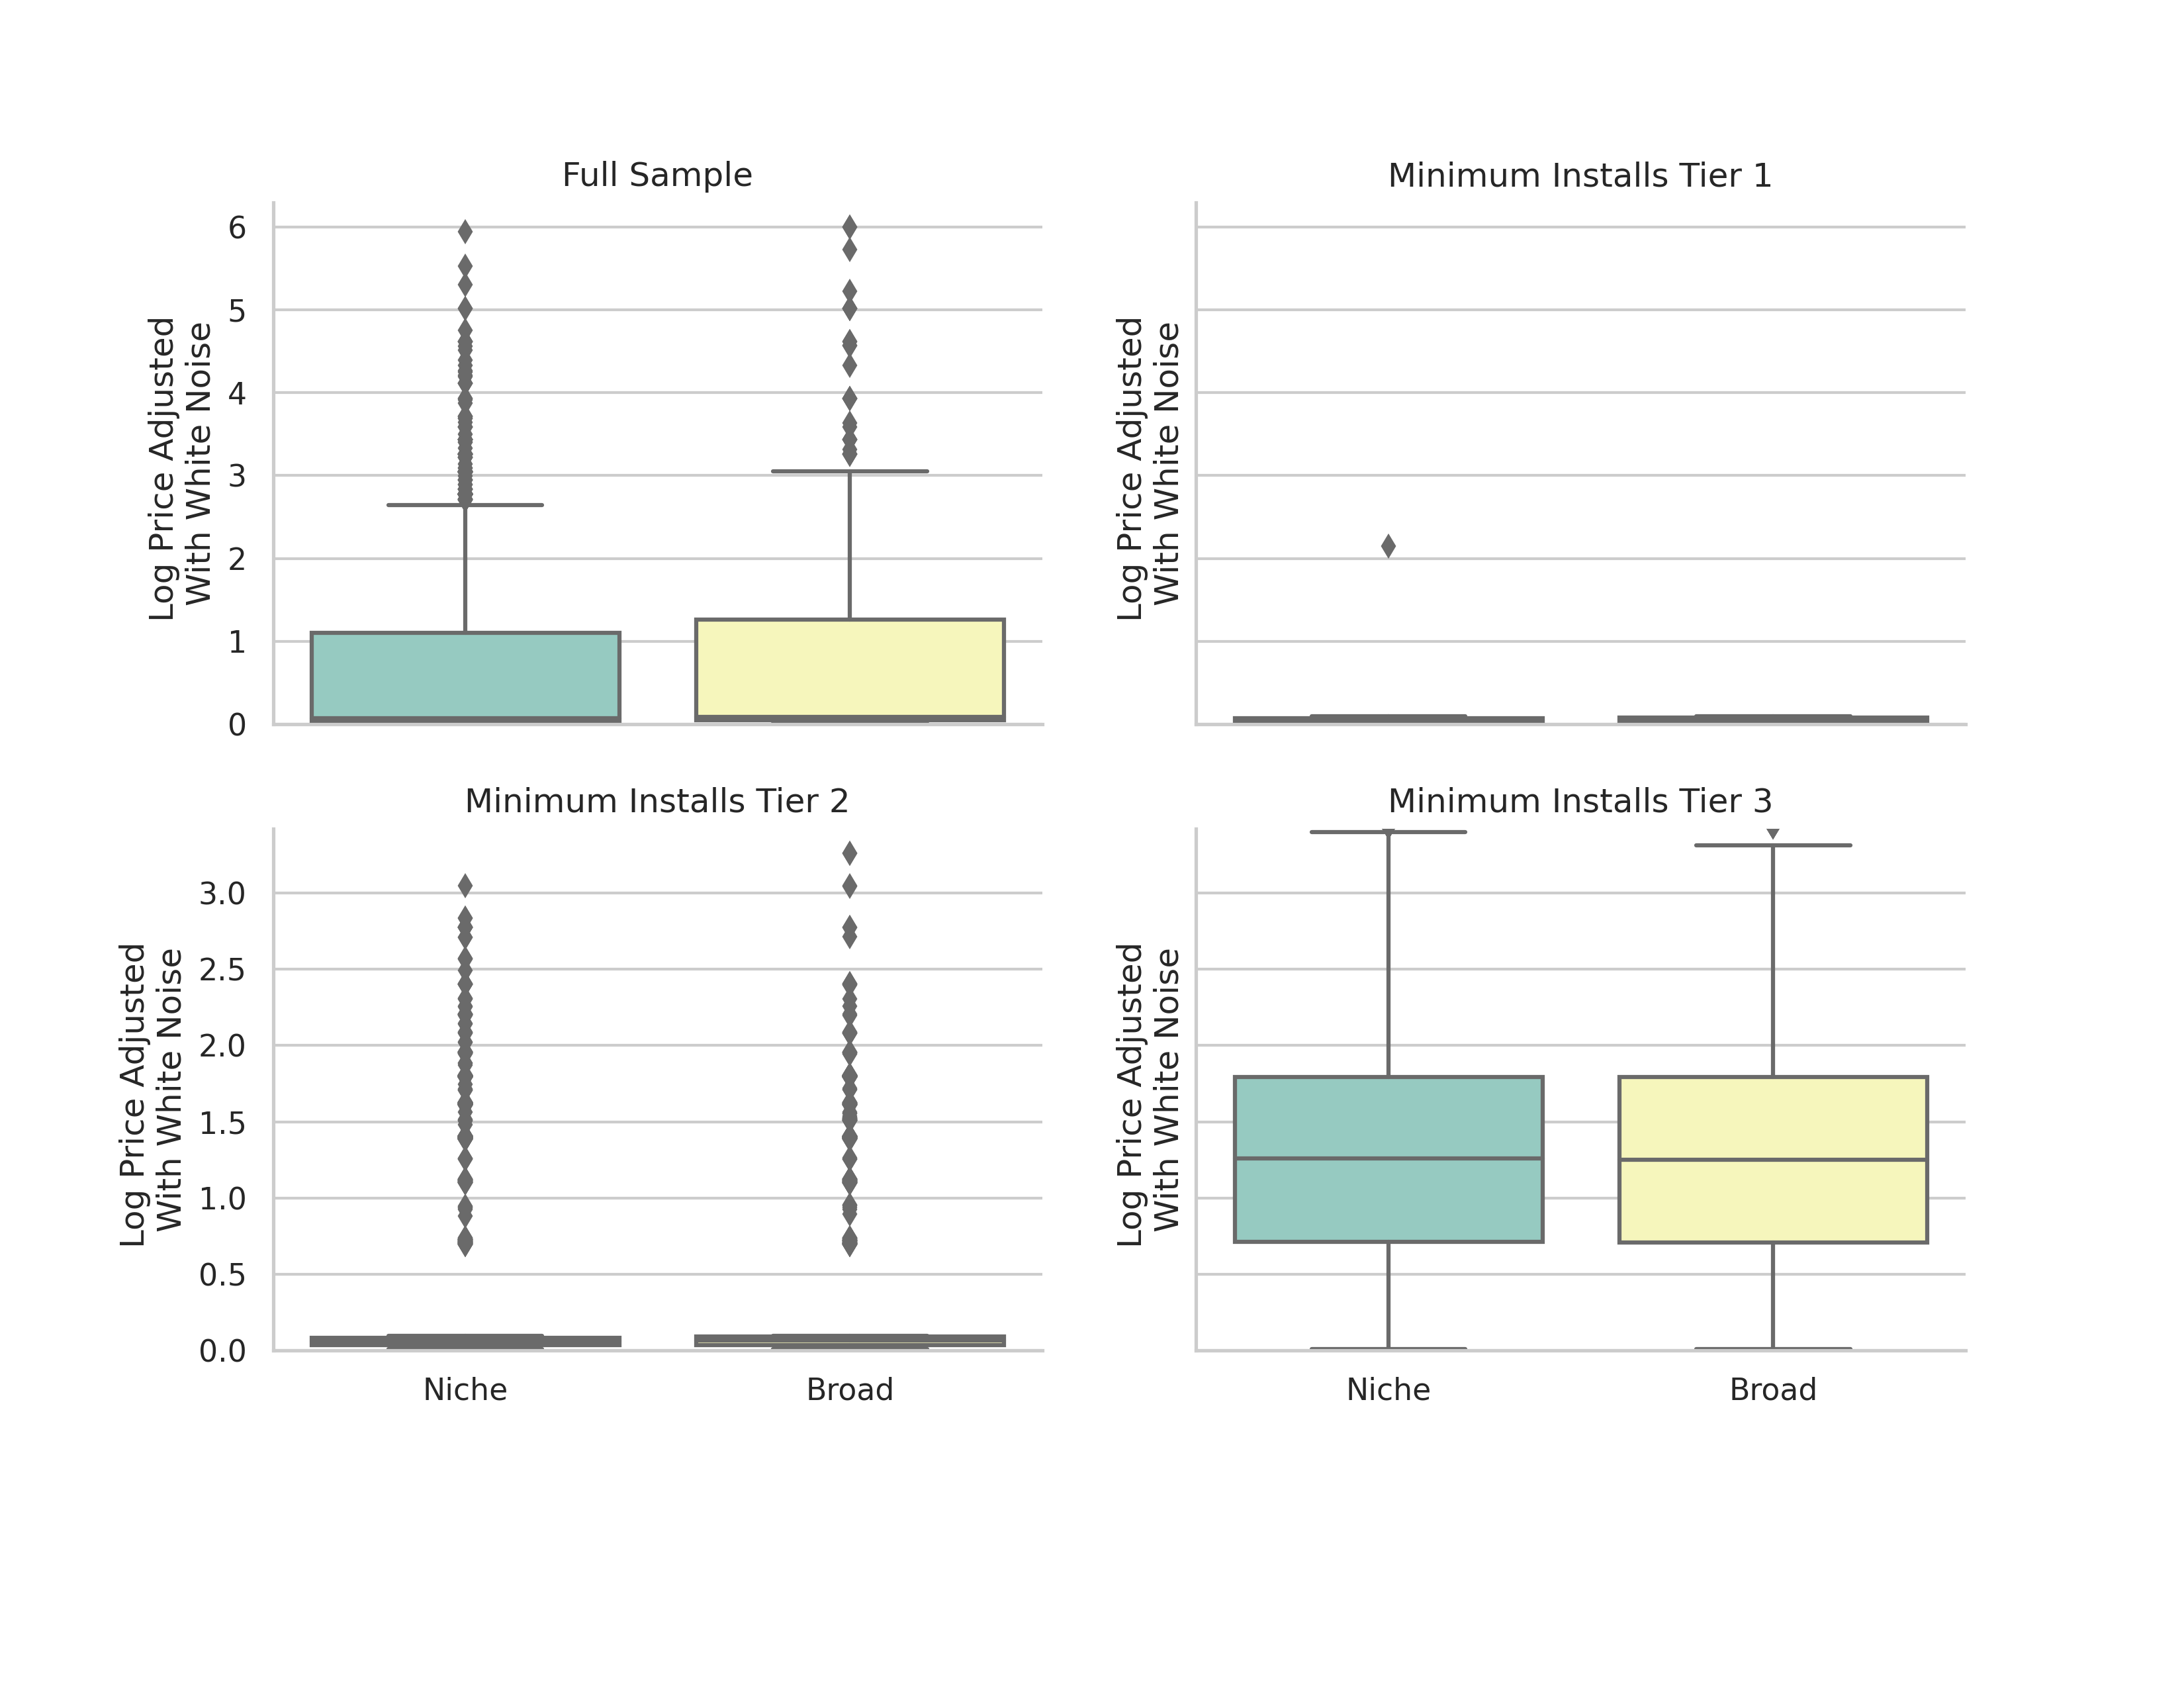 Full Sample
Log Price Adjusted
With White Noise
6
5
4
3
2
1
0
Minimum Installs Tier 1
Log Price Adjusted
With White Noise
Minimum Installs Tier 2
Log Price Adjusted
With White Noise
3.0
2.5
2.0
1.5
1.0
0.5
0.0
Niche
Broad
Minimum Installs Tier 3
Log Price Adjusted
With White Noise
Niche
Broad